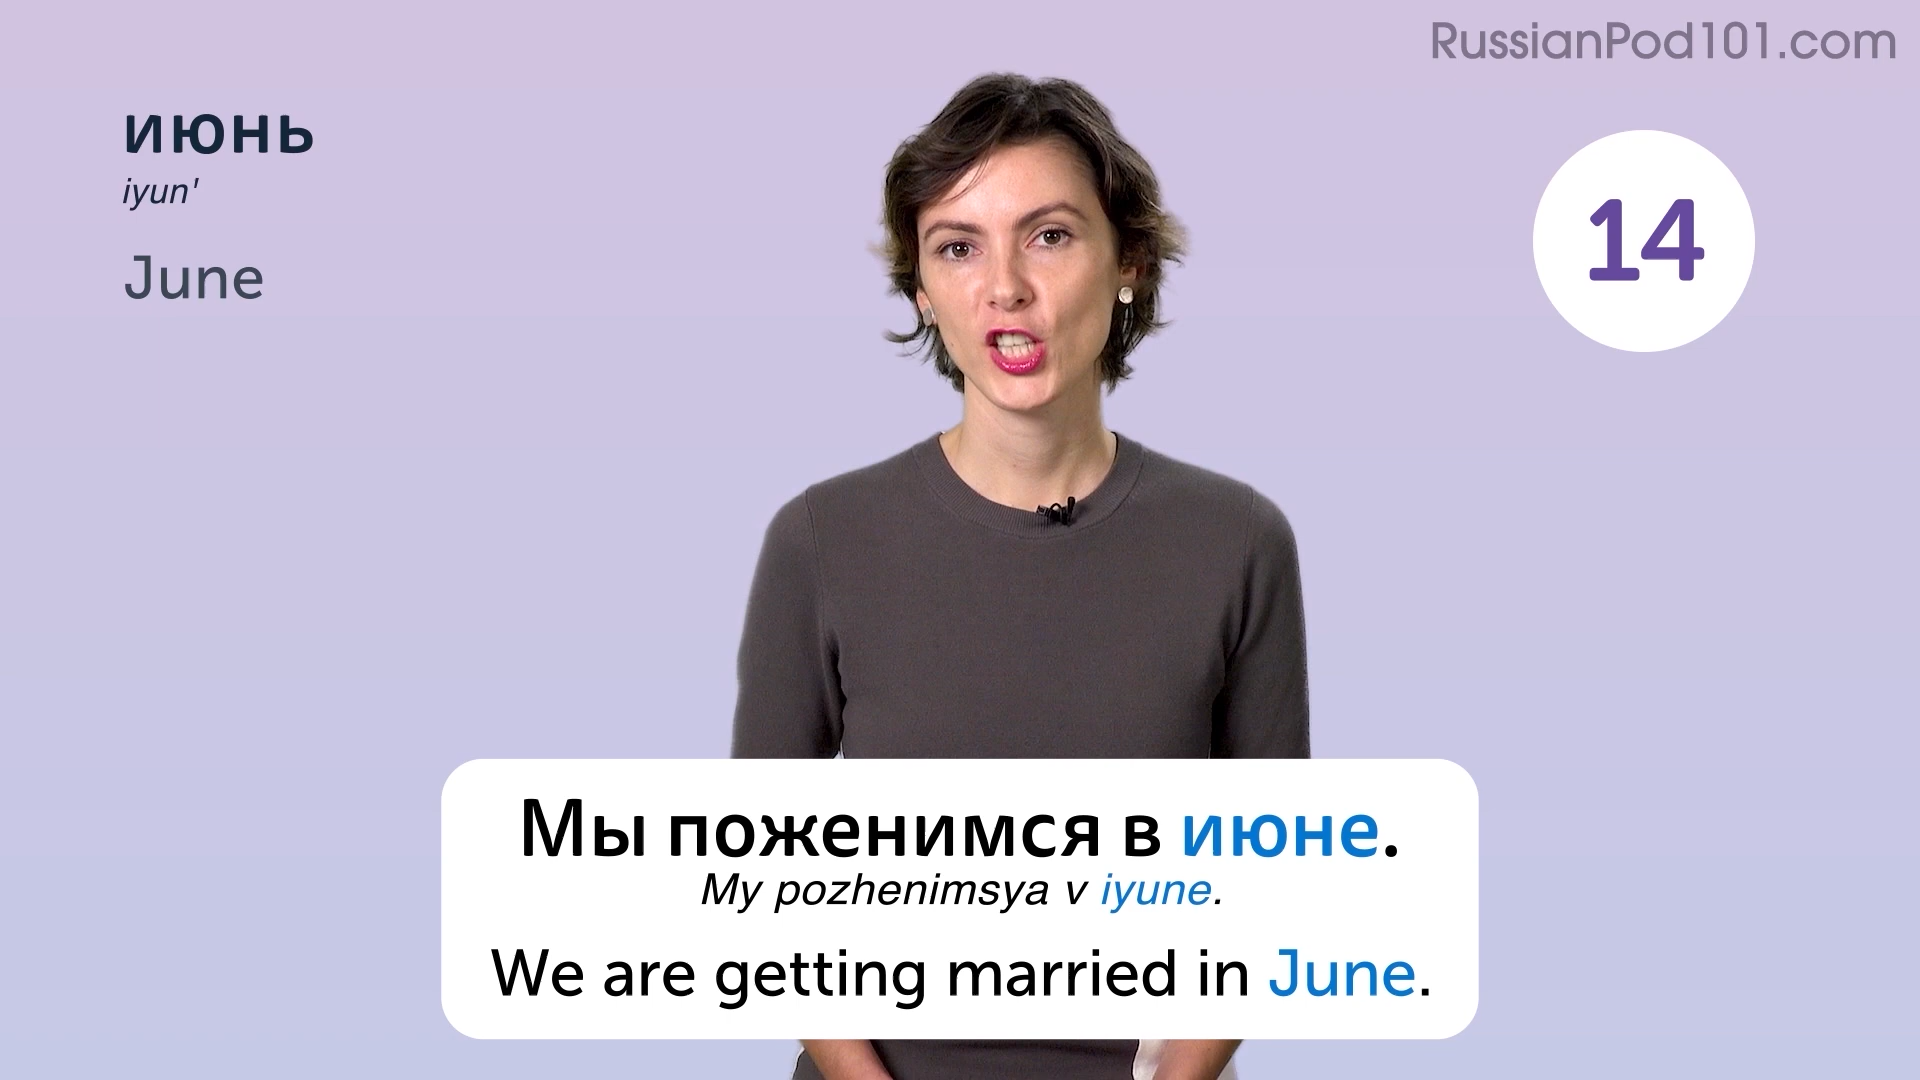 RussianPod101.com
июнь
iyun'
June
14
Мы поженимся в июне.
My pozhenimsya v iyune.
We are getting married in June.